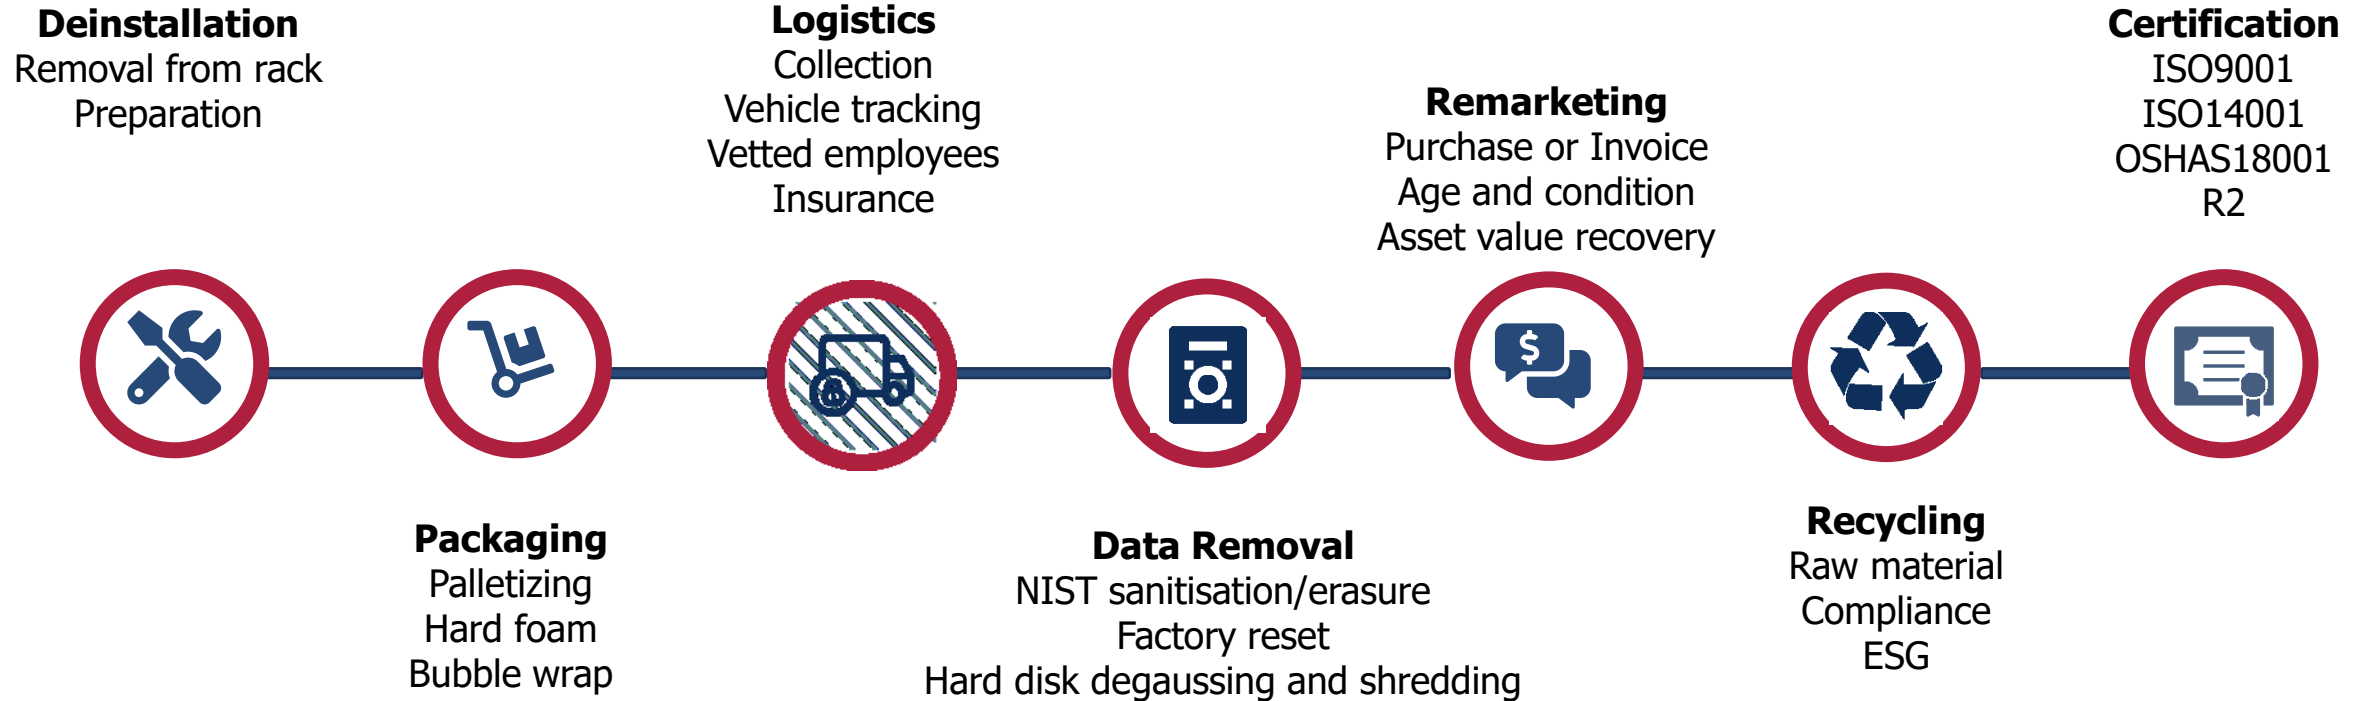 Deinstallation
Removal from rack
Preparation
Packaging
Palletizing
Hard foam
Bubble wrap
Logistics
Collection
Vehicle tracking
Vetted employees
Insurance
Data Removal
NIST sanitisation/erasure
Factory reset
Hard disk degaussing and shredding
Remarketing
Purchase or Invoice
Age and condition
Asset value recovery
$
Recycling
Raw material
Compliance
ESG
Certification
ISO9001
ISO14001
OSHAS18001
R2